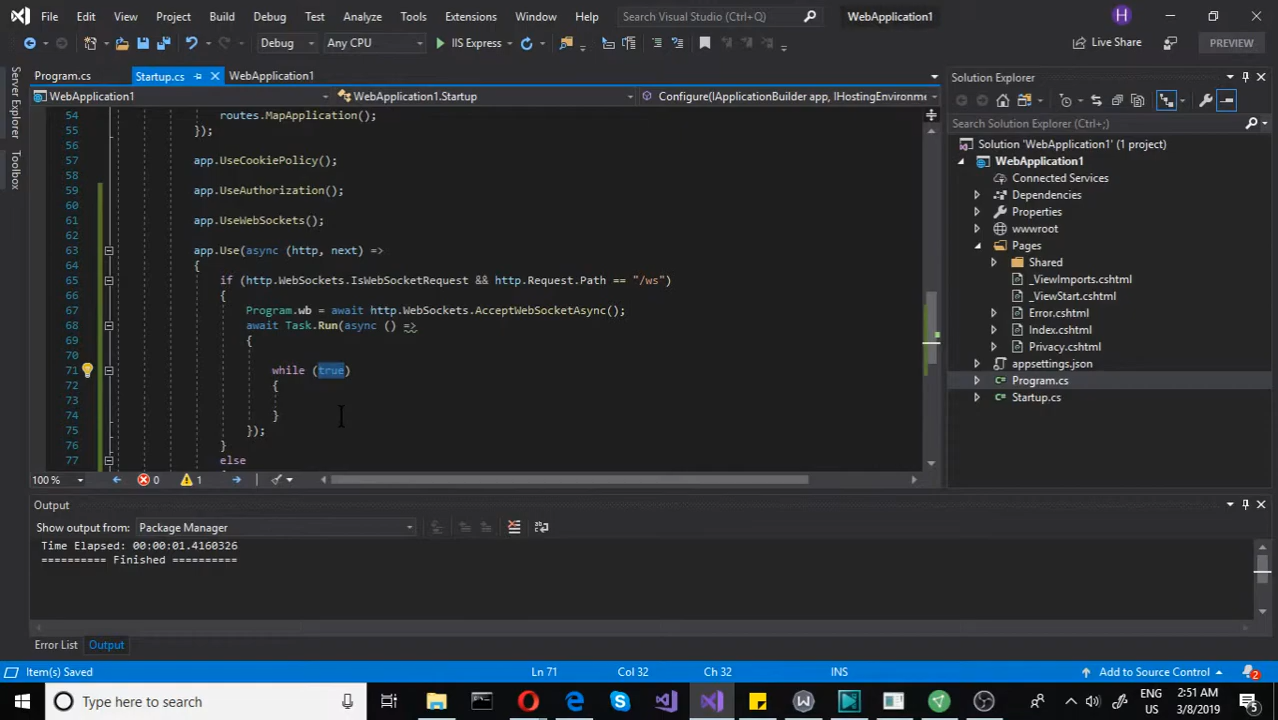 File Edit View Project Build Debug Test Analyze Tools Extensions Window Help Search Visual Studio WebApplication1 H
Debug Any CPU IIS Express Live Share PREVIEW
Program.cs Startup.cs WebApplication1
WebApplication1 WebApplication1.Startup Configure(IApplicationBuilder app, IHostingEnvironme
Server Explorer
Toolbox
54 routes.MapApplication();
55 });
56
57 app.UseCookiePolicy();
58
59 app.UseAuthorization();
60
61 app.UseWebSockets();
62
63 app.Use(async (http, next) =>
64 {
65 if (http.WebSockets.IsWebSocketRequest && http.Request.Path == "/ws")
66 {
67 Program.wb = await http.WebSockets.AcceptWebSocketAsync();
68 await Task.Run(async () =>
69 {
70
71 while (true)
72 {
73
74 }
75 });
76 }
77 else
100 % 0 1
Solution Explorer
Search Solution Explorer (Ctrl+;)
Solution 'WebApplication1' (1 project)
WebApplication1
Connected Services
Dependencies
Properties
wwwroot
Pages
Shared
_ViewImports.cshtml
_ViewStart.cshtml
Error.cshtml
Index.cshtml
Privacy.cshtml
appsettings.json
Program.cs
Startup.cs
Output
Show output from: Package Manager
Time Elapsed: 00:00:01.4160326
========== Finished ==========
Error List Output
Item(s) Saved Ln 71 Col 32 Ch 32 INS Add to Source Control 2
Type here to search ENG US 2:51 AM 3/8/2019 5